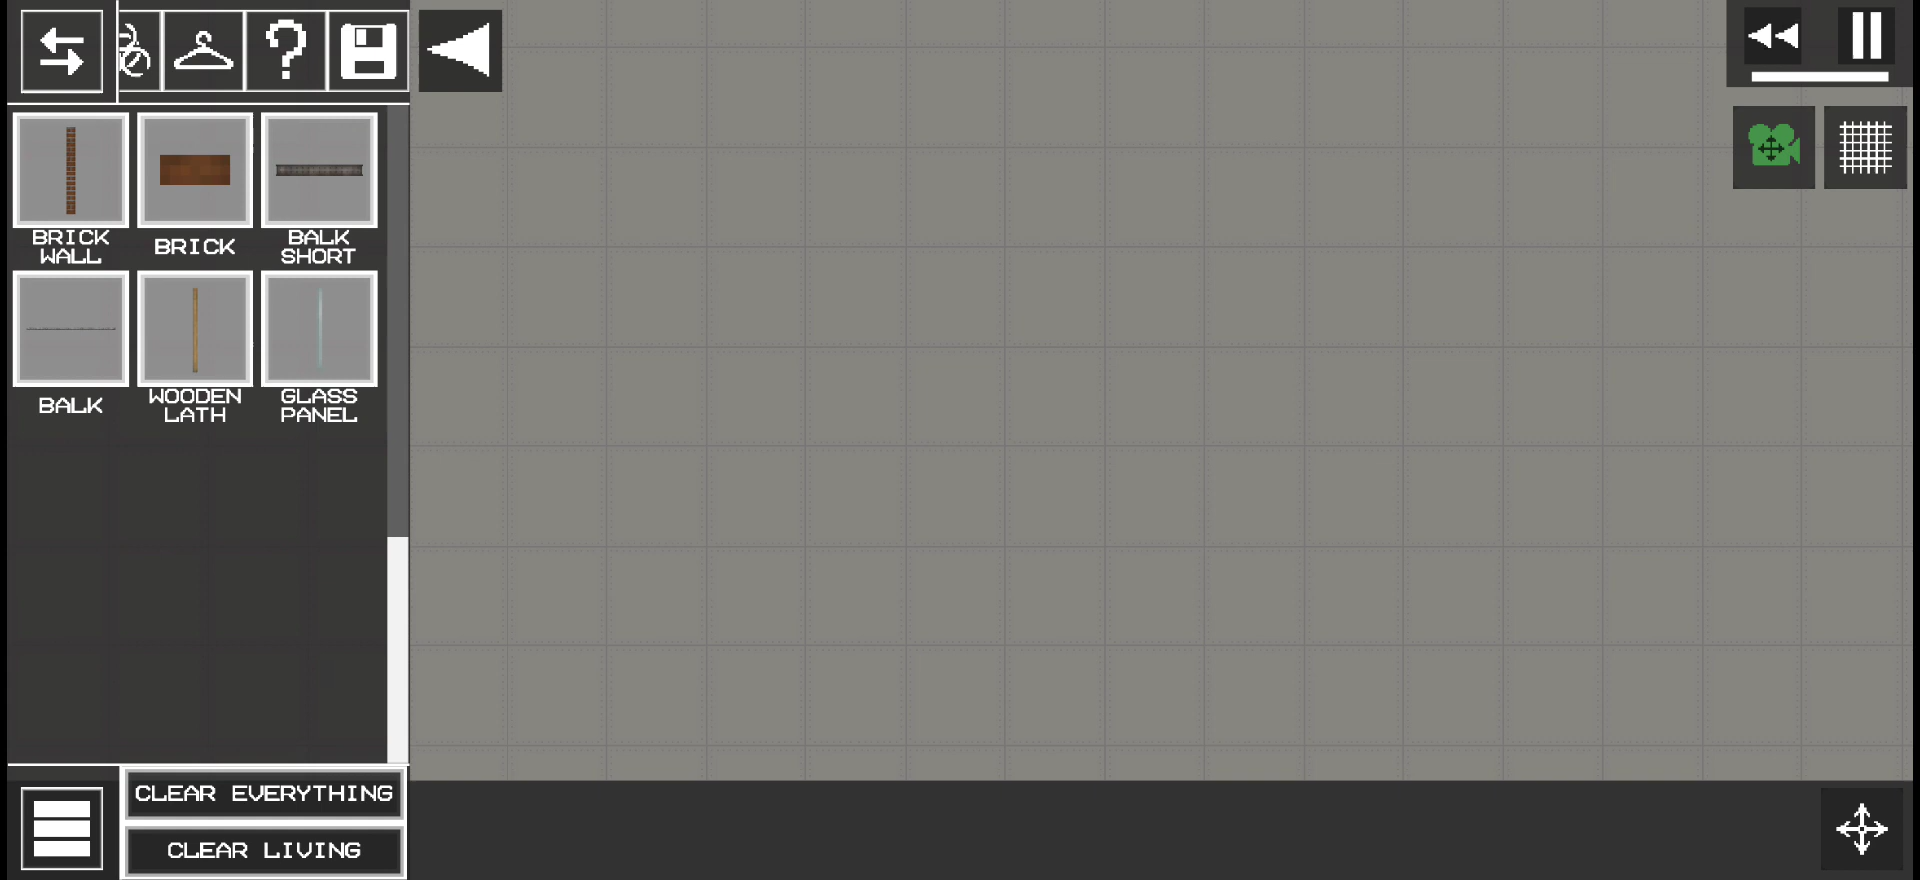 BRICK
WALL
BRICK
BALK
SHORT
BALK
WOODEN
LATH
GLASS
PANEL
CLEAR EVERYTHING
CLEAR LIVING